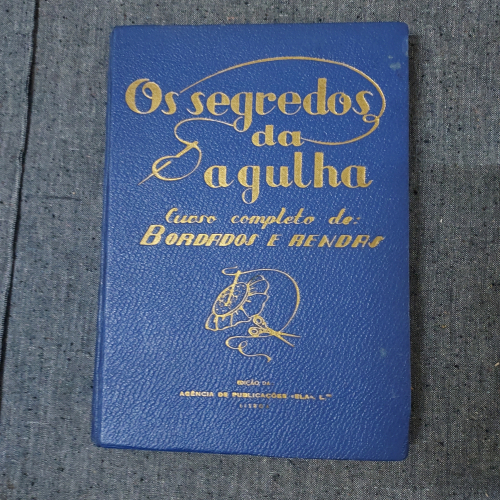 Os segredos
da
agulha
Curso completo de:
BORDADOS E RENDAS
EDIÇÃO DA
AGÊNCIA DE PUBLICAÇÕES «ELA», L.DA
LISBOA